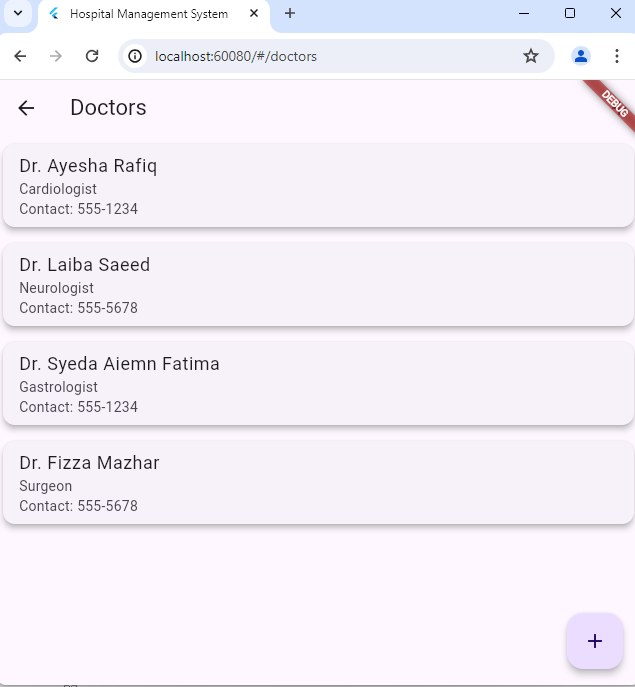 Hospital Management System
localhost:60080/#/doctors
Doctors
DEBUG
Dr. Ayesha Rafiq
Cardiologist
Contact: 555-1234
Dr. Laiba Saeed
Neurologist
Contact: 555-5678
Dr. Syeda Aiemn Fatima
Gastrologist
Contact: 555-1234
Dr. Fizza Mazhar
Surgeon
Contact: 555-5678